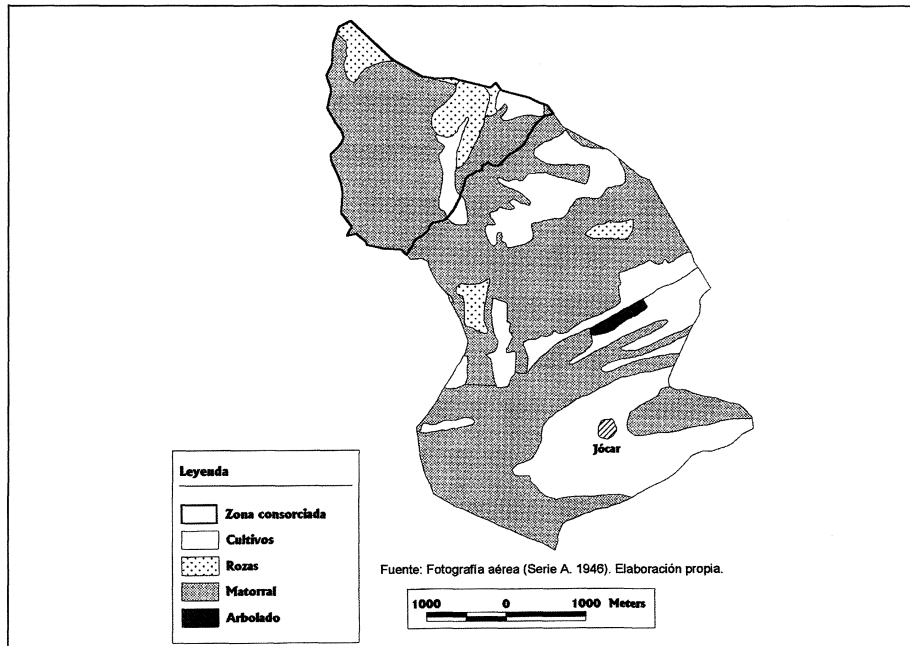 Jócar
Leyenda
Zona consorciada
Cultivos
Rozas
Matorral
Arbolado
Fuente: Fotografía aérea (Serie A. 1946). Elaboración propia.
1000 0 1000 Meters